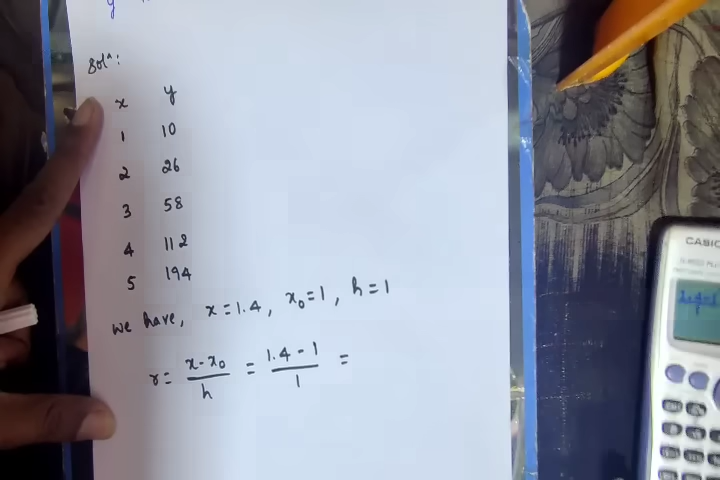 y
Solⁿ:
x y
1 10
2 26
3 58
4 112
5 194
we have, x = 1.4, x₀ = 1, h = 1
r = (x - x₀)/h = (1.4 - 1)/1 =
CASIO